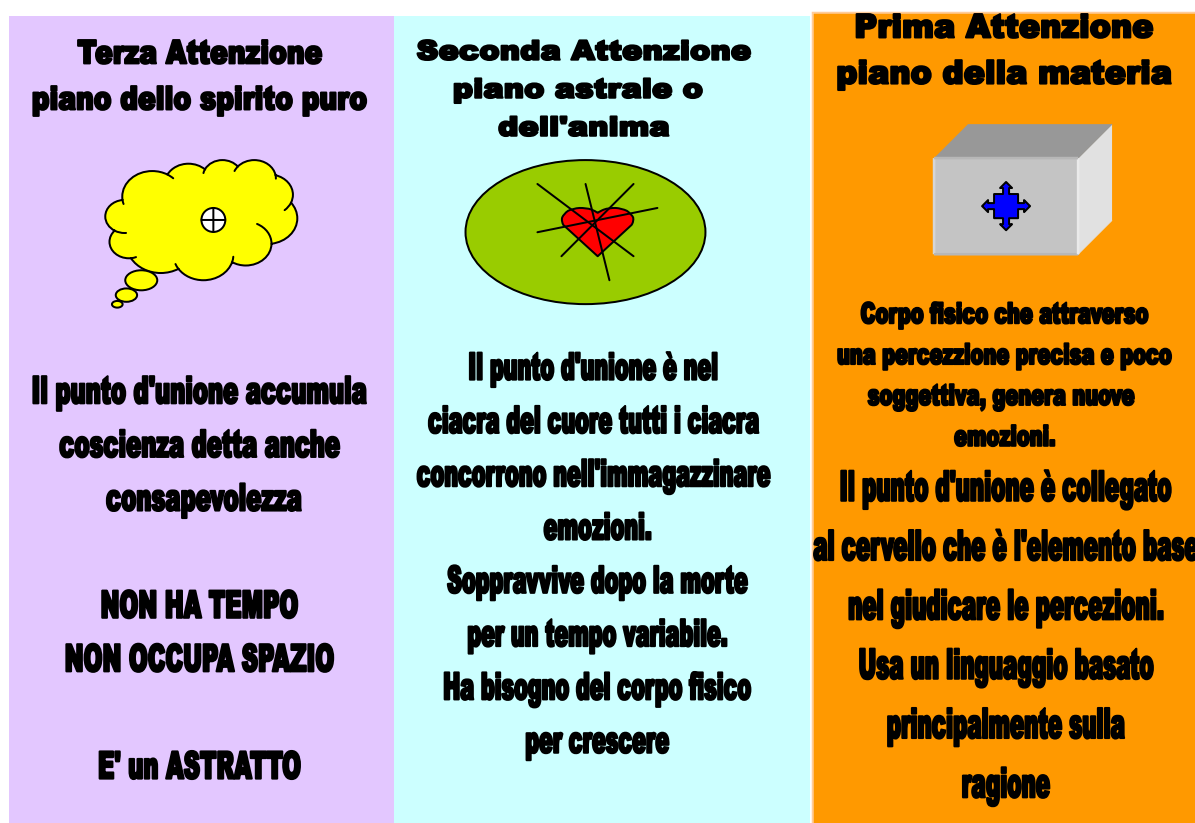 Terza Attenzione
piano dello spirito puro
Il punto d'unione accumula
coscienza detta anche
consapevolezza
NON HA TEMPO
NON OCCUPA SPAZIO
E' un ASTRATTO
Seconda Attenzione
piano astrale o
dell'anima
Il punto d'unione è nel
ciacra del cuore tutti i ciacra
concorrono nell'immagazzinare
emozioni.
Soppravvive dopo la morte
per un tempo variabile.
Ha bisogno del corpo fisico
per crescere
Prima Attenzione
piano della materia
Corpo fisico che attraverso
una percezzione precisa e poco
soggettiva, genera nuove
emozioni.
Il punto d'unione è collegato
al cervello che è l'elemento base
nel giudicare le percezioni.
Usa un linguaggio basato
principalmente sulla
ragione